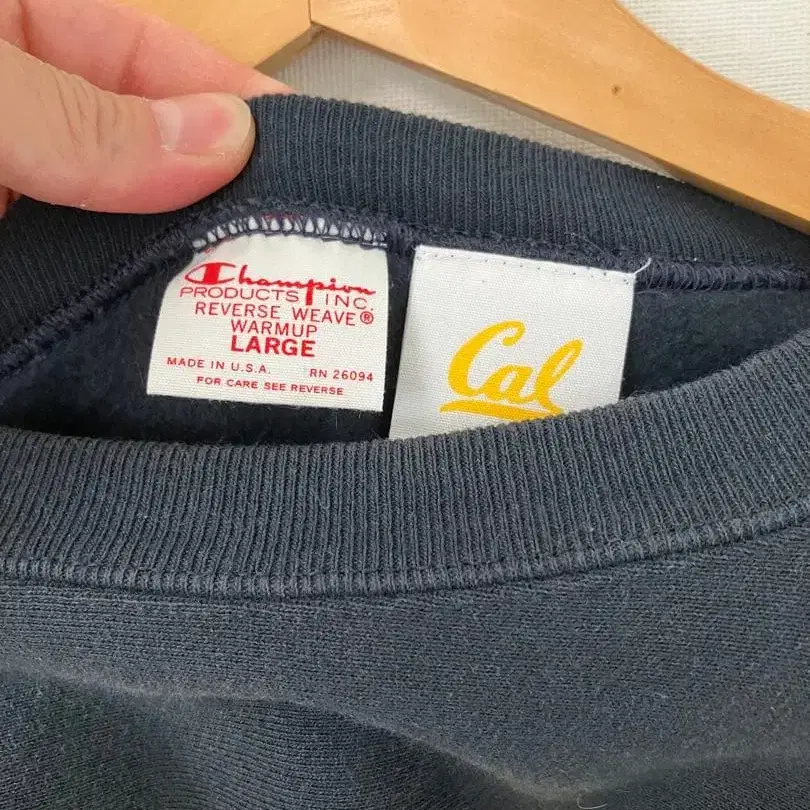 Champion
PRODUCTS INC.
REVERSE WEAVE®
WARMUP
LARGE
MADE IN U.S.A. RN 26094
FOR CARE SEE REVERSE
Cal